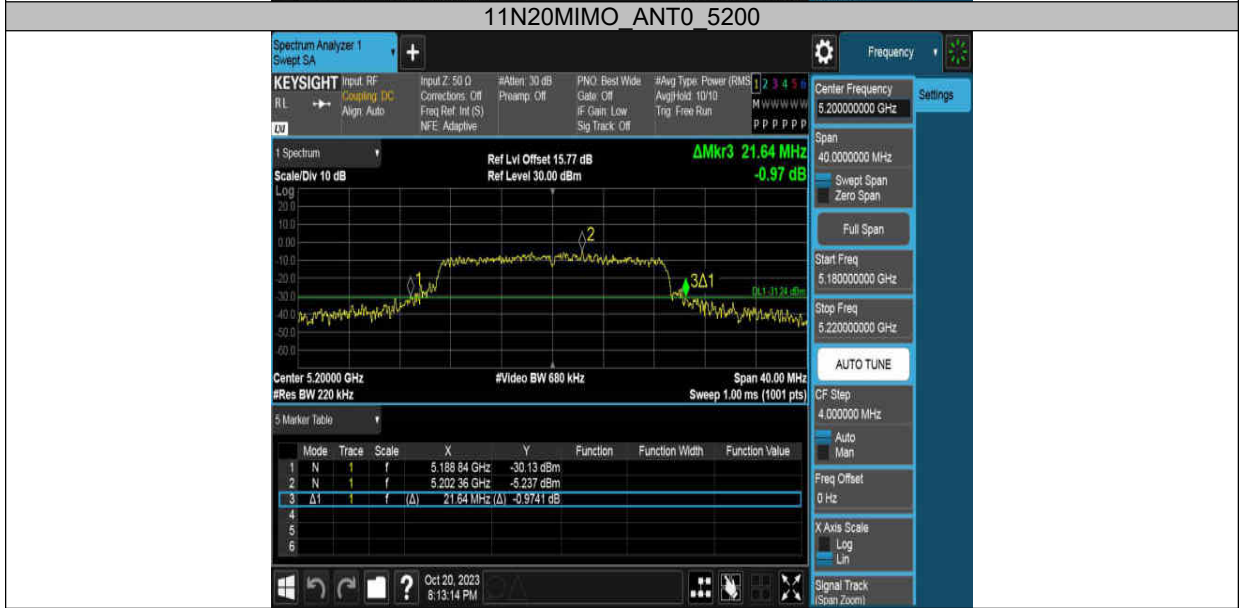 11N20MIMO_ANT0_5200
Spectrum Analyzer 1
Swept SA
Frequency
KEYSIGHT
RL
Input: RF
Coupling: DC
Align: Auto
Input Z: 50 Ω
Corrections: Off
Freq Ref: Int (S)
NFE: Adaptive
#Atten: 30 dB
Preamp: Off
PNO: Best Wide
Gate: Off
IF Gain: Low
Sig Track: Off
#Avg Type: Power (RMS
Avg|Hold: 10/10
Trig: Free Run
1 2 3 4 5 6
M W W W W W
P P P P P P
Center Frequency
5.200000000 GHz
Settings
1 Spectrum
Scale/Div 10 dB
Ref Lvl Offset 15.77 dB
Ref Level 30.00 dBm
ΔMkr3 21.64 MHz
-0.97 dB
Log
20.0
10.0
0.00
-10.0
-20.0
-30.0
-40.0
-50.0
-60.0
1
2
3Δ1
DL1 -31.24 dBm
Center 5.20000 GHz
#Res BW 220 kHz
#Video BW 680 kHz
Span 40.00 MHz
Sweep 1.00 ms (1001 pts)
5 Marker Table
Mode Trace Scale X Y Function Function Width Function Value
1 N 1 f 5.188 84 GHz -30.13 dBm
2 N 1 f 5.202 36 GHz -5.237 dBm
3 Δ1 1 f (Δ) 21.64 MHz (Δ) -0.9741 dB
4
5
6
Span
40.0000000 MHz
Swept Span
Zero Span
Full Span
Start Freq
5.180000000 GHz
Stop Freq
5.220000000 GHz
AUTO TUNE
CF Step
4.000000 MHz
Auto
Man
Freq Offset
0 Hz
X Axis Scale
Log
Lin
Signal Track
(Span Zoom)
Oct 20, 2023
8:13:14 PM